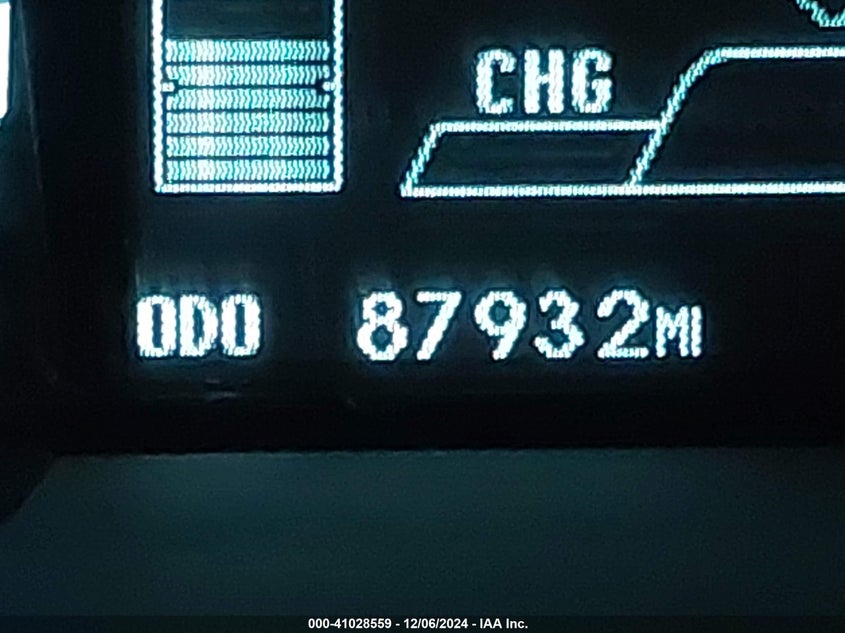 CHG
ODO 87932MI
000-41028559 - 12/06/2024 - IAA Inc.